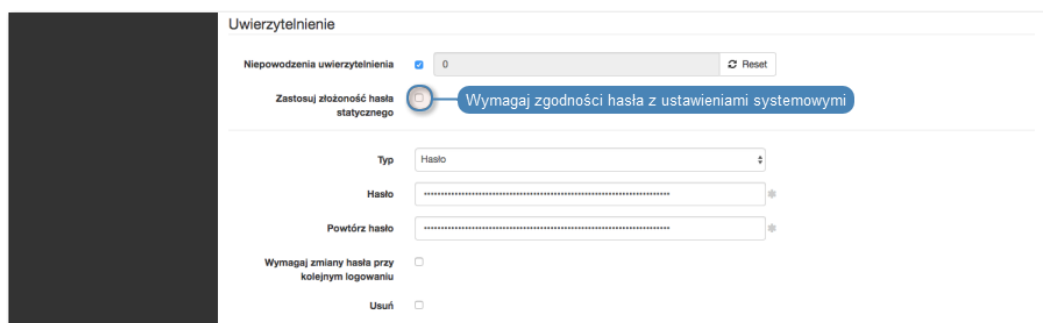 Uwierzytelnienie
Niepowodzenia uwierzytelnienia 0 Reset
Zastosuj złożoność hasła
statycznego
Wymagaj zgodności hasła z ustawieniami systemowymi
Typ Hasło
Hasło
Powtórz hasło
Wymagaj zmiany hasła przy
kolejnym logowaniu
Usuń